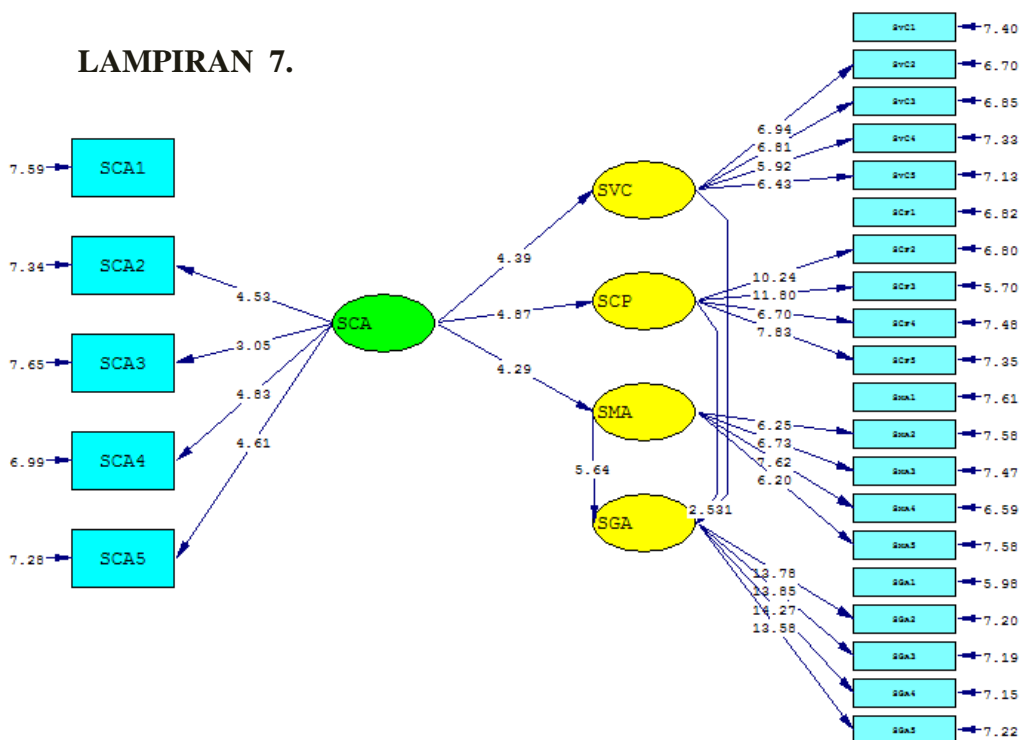 LAMPIRAN 7.
7.59 SCA1
7.34 SCA2
7.65 SCA3
6.99 SCA4
7.28 SCA5
4.53
3.05
4.83
4.61
SCA
4.39
4.87
4.29
SVC
SCP
SMA
5.64
SGA
6.94
6.81
5.92
6.43
10.24
11.80
6.70
7.83
6.25
6.73
7.62
6.20
13.78
13.85
14.27
13.58
SVC1 7.40
SVC2 6.70
SVC3 6.85
SVC4 7.33
SVC5 7.13
SCP1 6.82
SCP2 6.80
SCP3 5.70
SCP4 7.48
SCP5 7.35
SMA1 7.61
SMA2 7.58
SMA3 7.47
SMA4 6.59
SMA5 7.58
SGA1 5.98
SGA2 7.20
SGA3 7.19
SGA4 7.15
SGA5 7.22